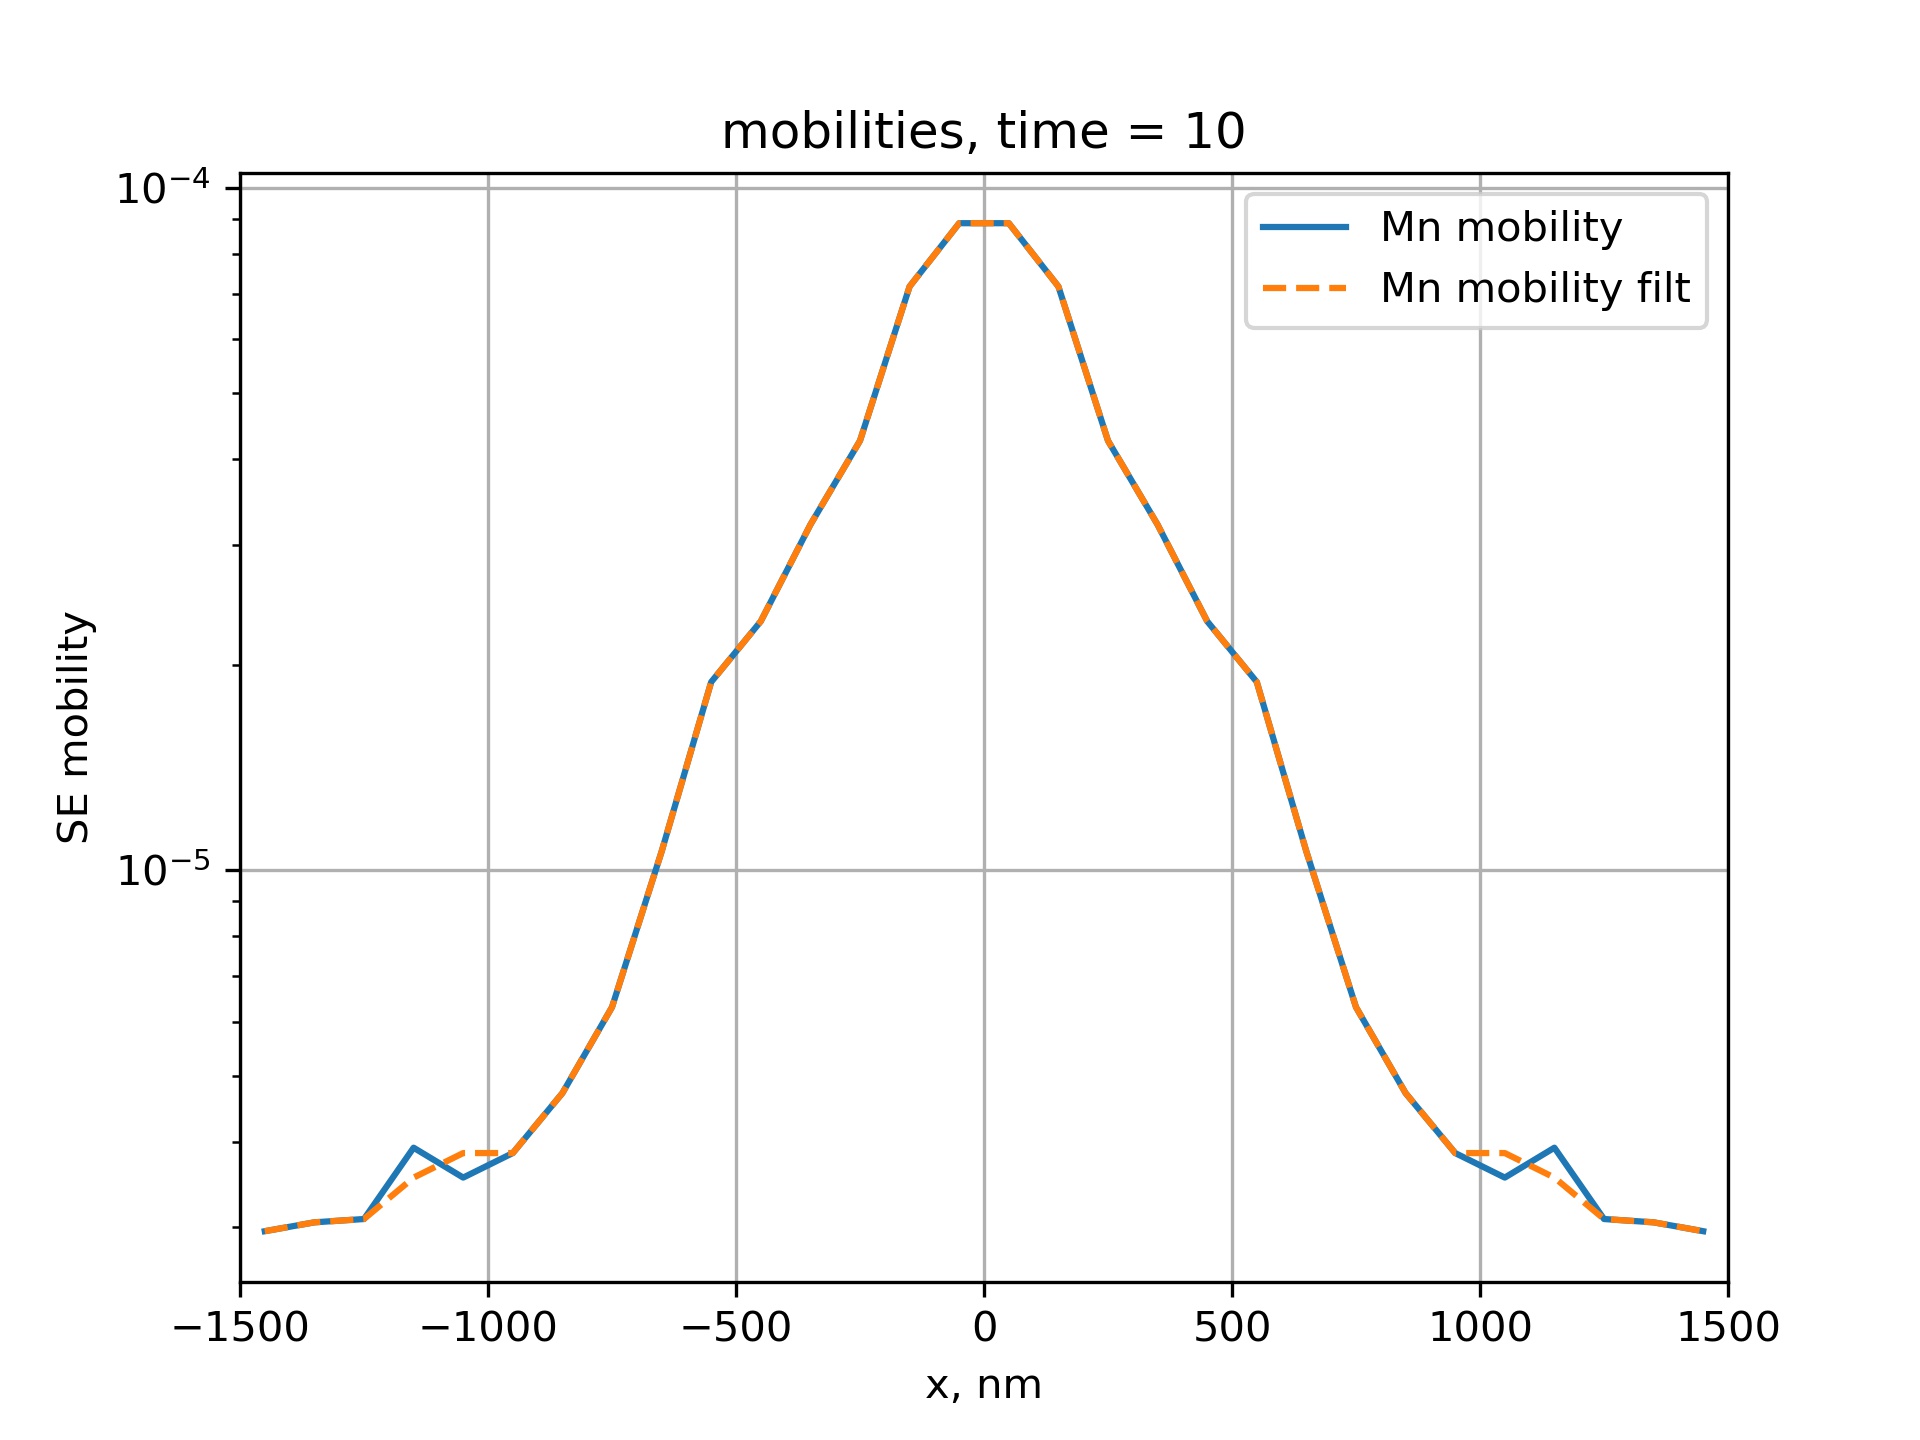 mobilities, time = 10
10⁻⁴
10⁻⁵
SE mobility
Mn mobility
Mn mobility filt
−1500 −1000 −500 0 500 1000 1500
x, nm